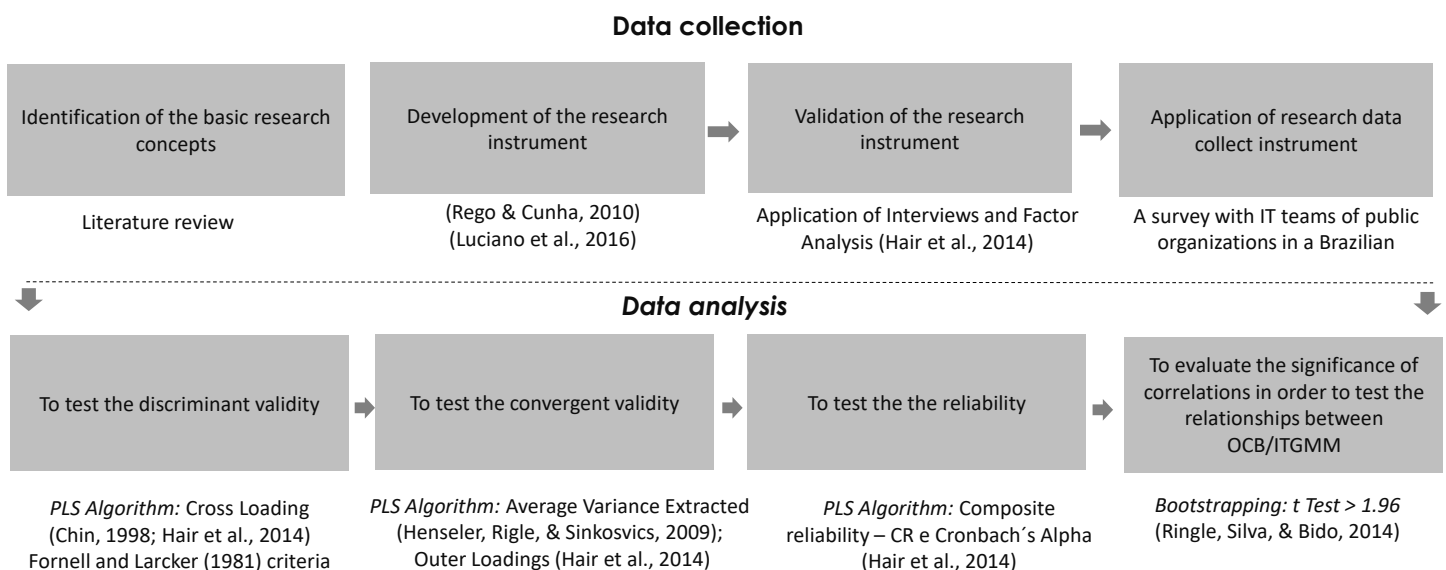 Data collection
Identification of the basic research
concepts
Literature review
Development of the research
instrument
(Rego & Cunha, 2010)
(Luciano et al., 2016)
Validation of the research
instrument
Application of Interviews and Factor
Analysis (Hair et al., 2014)
Application of research data
collect instrument
A survey with IT teams of public
organizations in a Brazilian
Data analysis
To test the discriminant validity
PLS Algorithm: Cross Loading
(Chin, 1998; Hair et al., 2014)
Fornell and Larcker (1981) criteria
To test the convergent validity
PLS Algorithm: Average Variance Extracted
(Henseler, Rigle, & Sinkosvics, 2009);
Outer Loadings (Hair et al., 2014)
To test the the reliability
PLS Algorithm: Composite
reliability – CR e Cronbach´s Alpha
(Hair et al., 2014)
To evaluate the significance of
correlations in order to test the
relationships between
OCB/ITGMM
Bootstrapping: t Test > 1.96
(Ringle, Silva, & Bido, 2014)